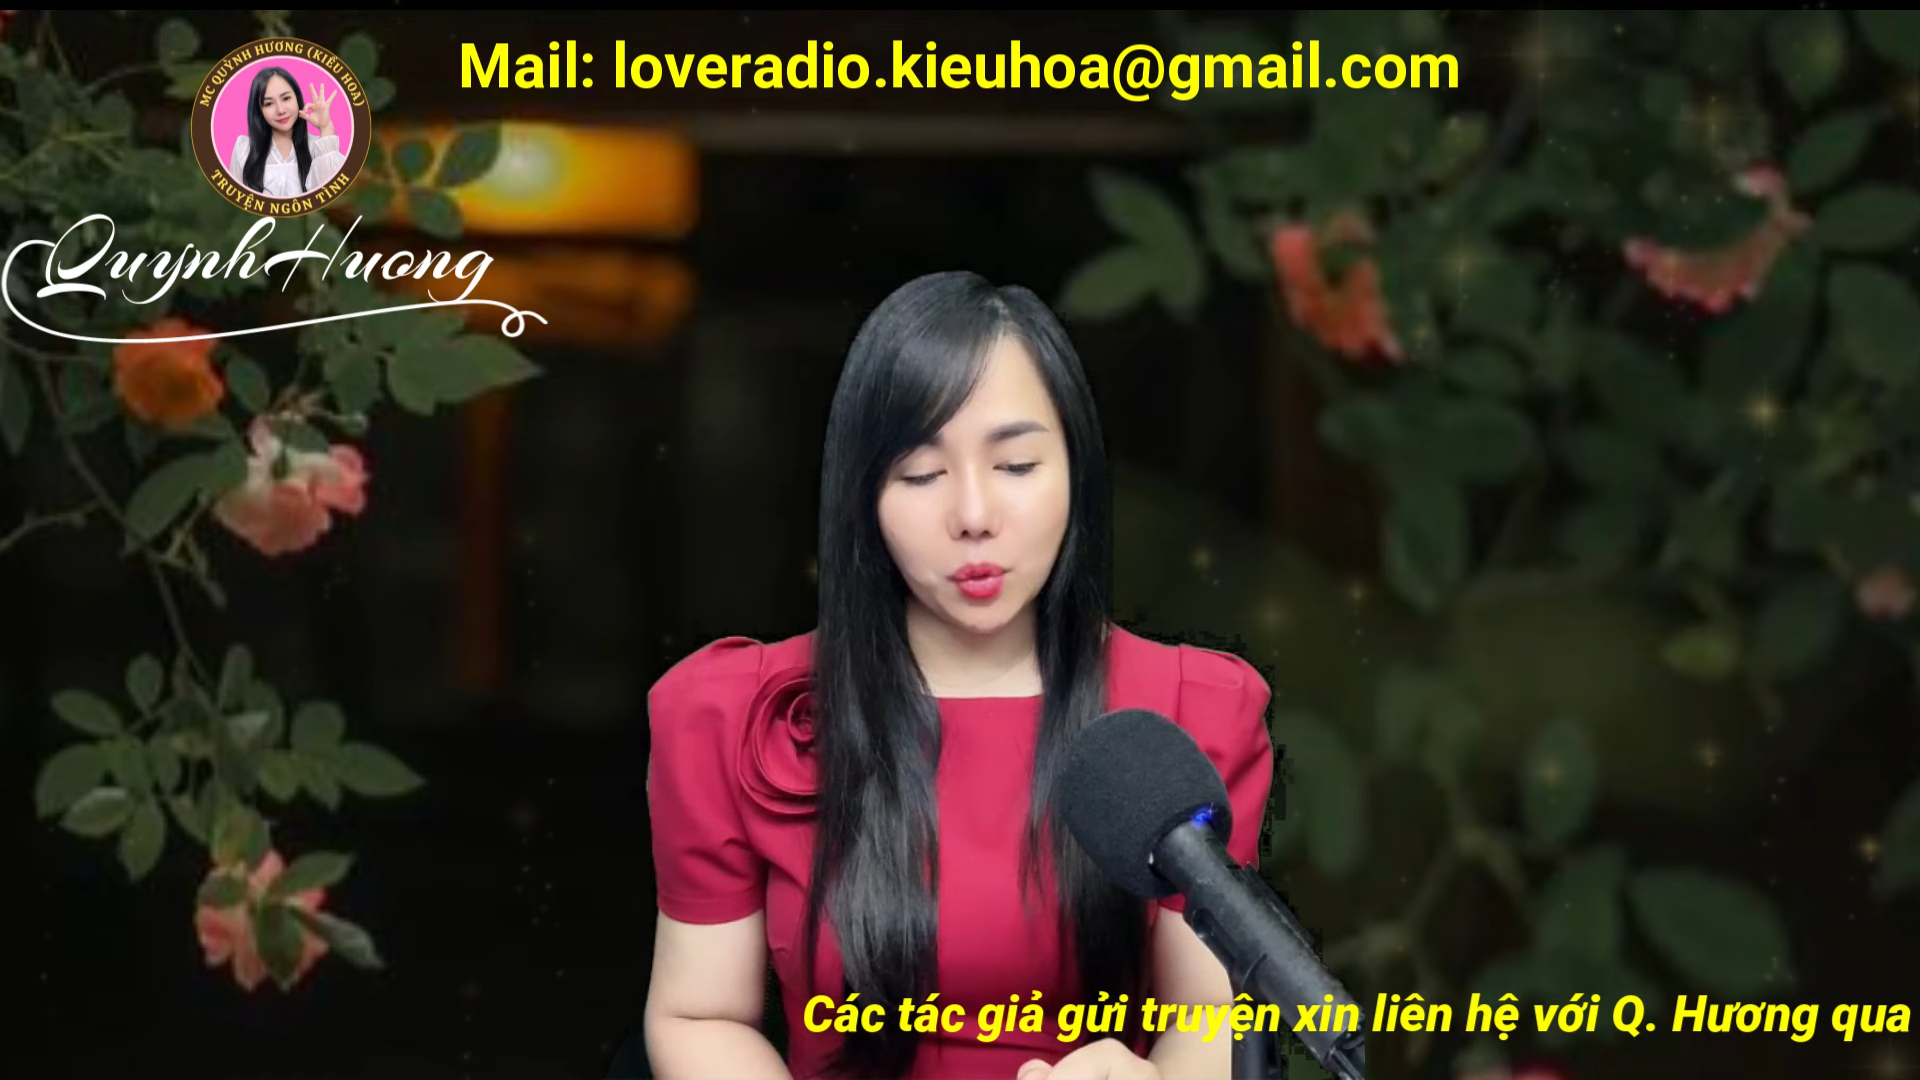 Mail: loveradio.kieuhoa@gmail.com
MC QUỲNH HƯƠNG (KIỀU HOA)
TRUYỆN NGÔN TÌNH
Quynh Huong
Các tác giả gửi truyện xin liên hệ với Q. Hương qua